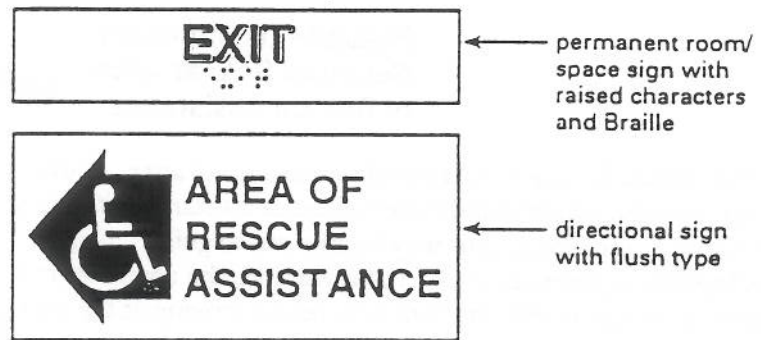 EXIT
permanent room/
space sign with
raised characters
and Braille
AREA OF
RESCUE
ASSISTANCE
directional sign
with flush type